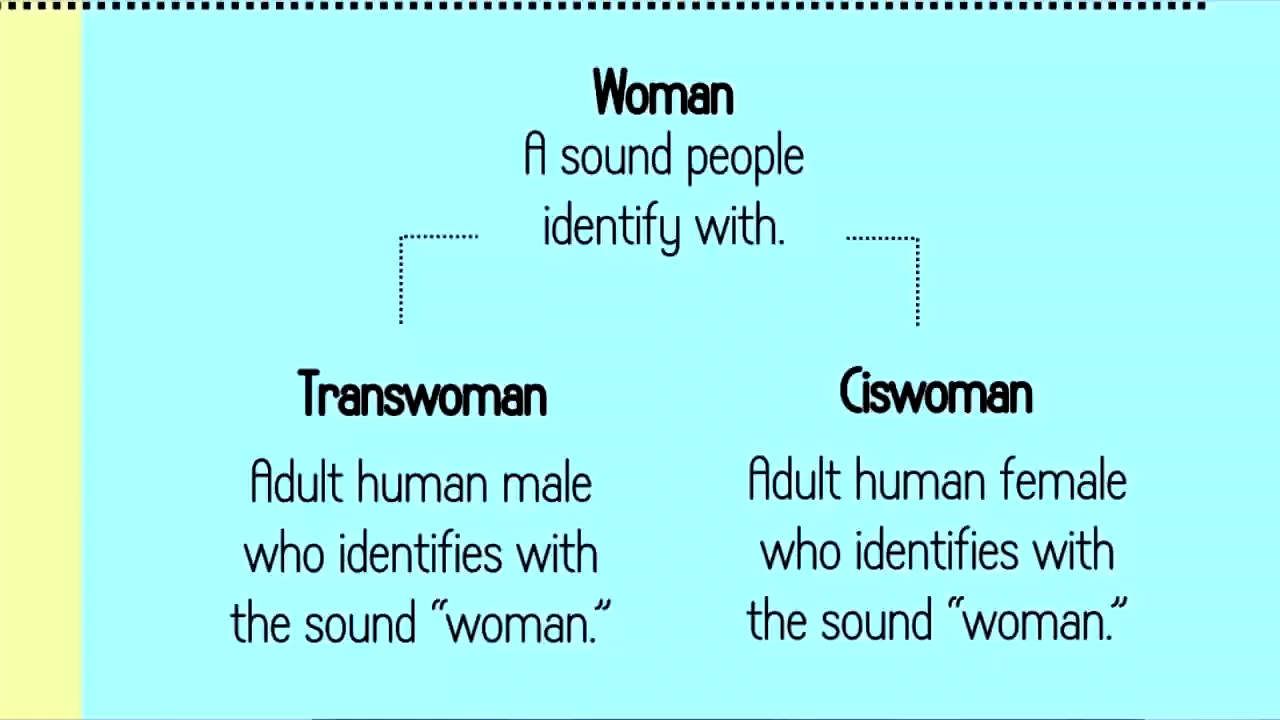 Woman
A sound people
identify with.
Transwoman
Adult human male
who identifies with
the sound “woman.”
Ciswoman
Adult human female
who identifies with
the sound “woman.”